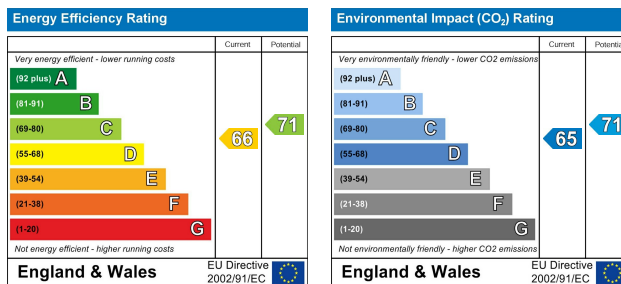 Energy Efficiency Rating
Current Potential
Very energy efficient - lower running costs
(92 plus) A
(81-91) B
(69-80) C
(55-68) D
(39-54) E
(21-38) F
(1-20) G
66
71
Not energy efficient - higher running costs
England & Wales
EU Directive
2002/91/EC
Environmental Impact (CO₂) Rating
Current Potential
Very environmentally friendly - lower CO2 emissions
(92 plus) A
(81-91) B
(69-80) C
(55-68) D
(39-54) E
(21-38) F
(1-20) G
65
71
Not environmentally friendly - higher CO2 emissions
England & Wales
EU Directive
2002/91/EC